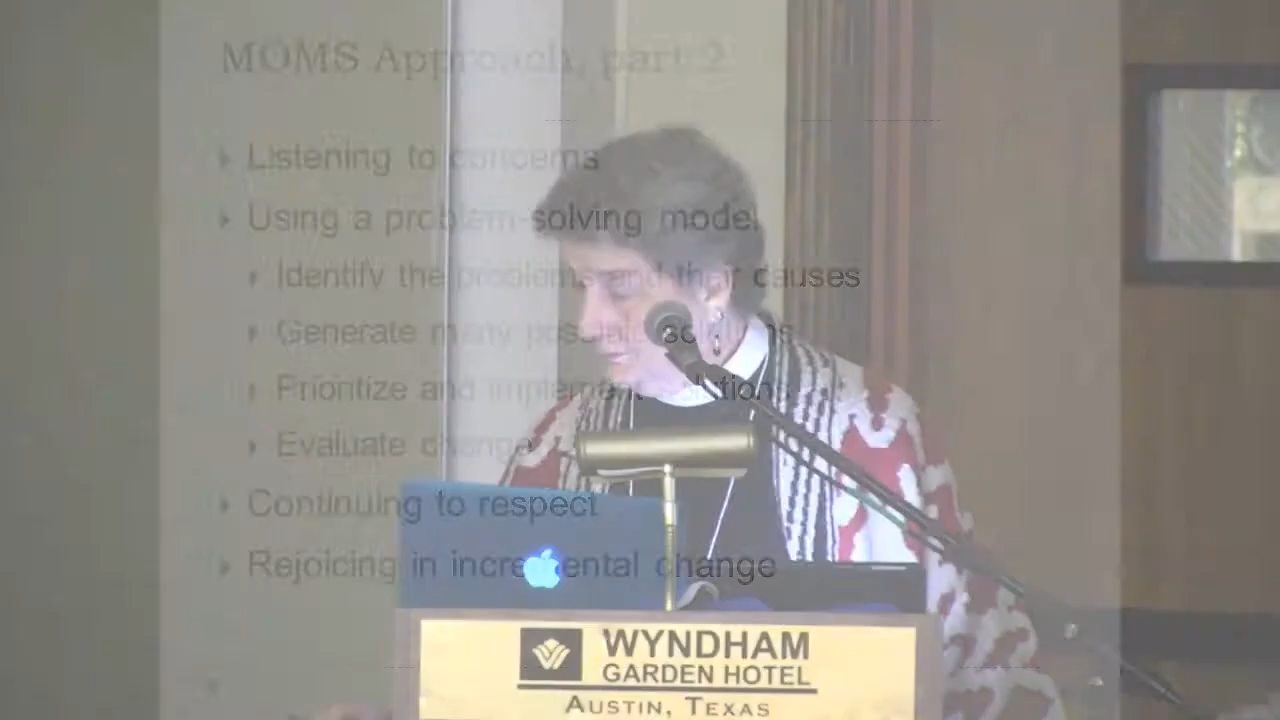 MOMS Approach, part 2
Listening to concerns
Using a problem-solving model
Identify the problems and their causes
Generate many possible solutions
Prioritize and implement solutions
Evaluate change
Continuing to respect
Rejoicing in incremental change
WYNDHAM
GARDEN HOTEL
AUSTIN, TEXAS